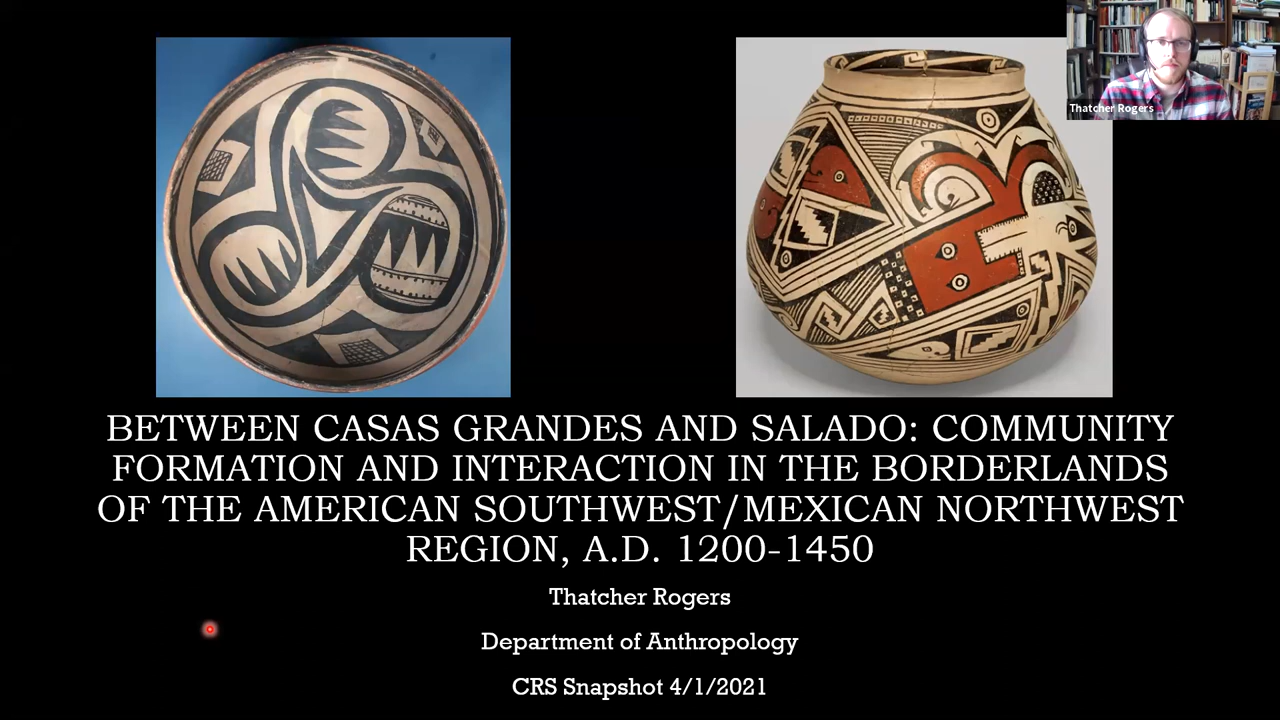 Thatcher Rogers
BETWEEN CASAS GRANDES AND SALADO: COMMUNITY
FORMATION AND INTERACTION IN THE BORDERLANDS
OF THE AMERICAN SOUTHWEST/MEXICAN NORTHWEST
REGION, A.D. 1200-1450
Thatcher Rogers
Department of Anthropology
CRS Snapshot 4/1/2021